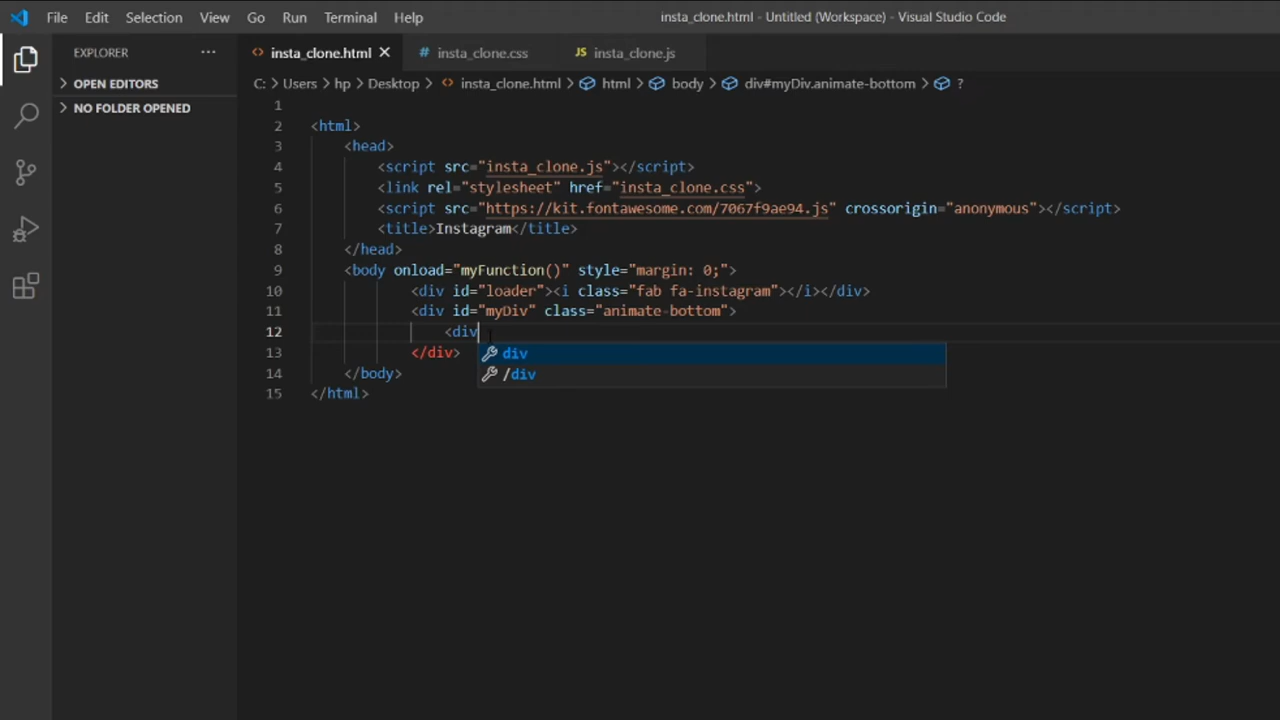 File Edit Selection View Go Run Terminal Help
insta_clone.html - Untitled (Workspace) - Visual Studio Code
EXPLORER
OPEN EDITORS
NO FOLDER OPENED
insta_clone.html
# insta_clone.css
JS insta_clone.js
C: > Users > hp > Desktop > insta_clone.html > html > body > div#myDiv.animate-bottom > ?
1
2 <html>
3 <head>
4 <script src="insta_clone.js"></script>
5 <link rel="stylesheet" href="insta_clone.css">
6 <script src="https://kit.fontawesome.com/7067f9ae94.js" crossorigin="anonymous"></script>
7 <title>Instagram</title>
8 </head>
9 <body onload="myFunction()" style="margin: 0;">
10 <div id="loader"><i class="fab fa-instagram"></i></div>
11 <div id="myDiv" class="animate-bottom">
12 <div
div
/div
13 </div>
14 </body>
15 </html>